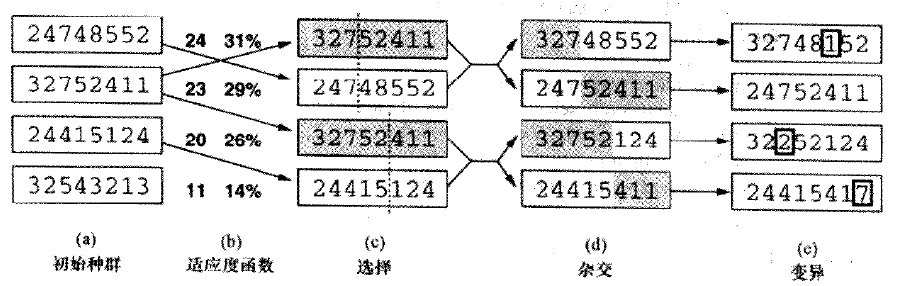 24748552 24 31% 32752411 32748552 32748152
32752411 23 29% 24748552 24752411 24752411
24415124 20 26% 32752411 32752124 32252124
32543213 11 14% 24415124 24415411 24415417
(a) (b) (c) (d) (e)
初始种群 适应度函数 选择 杂交 变异